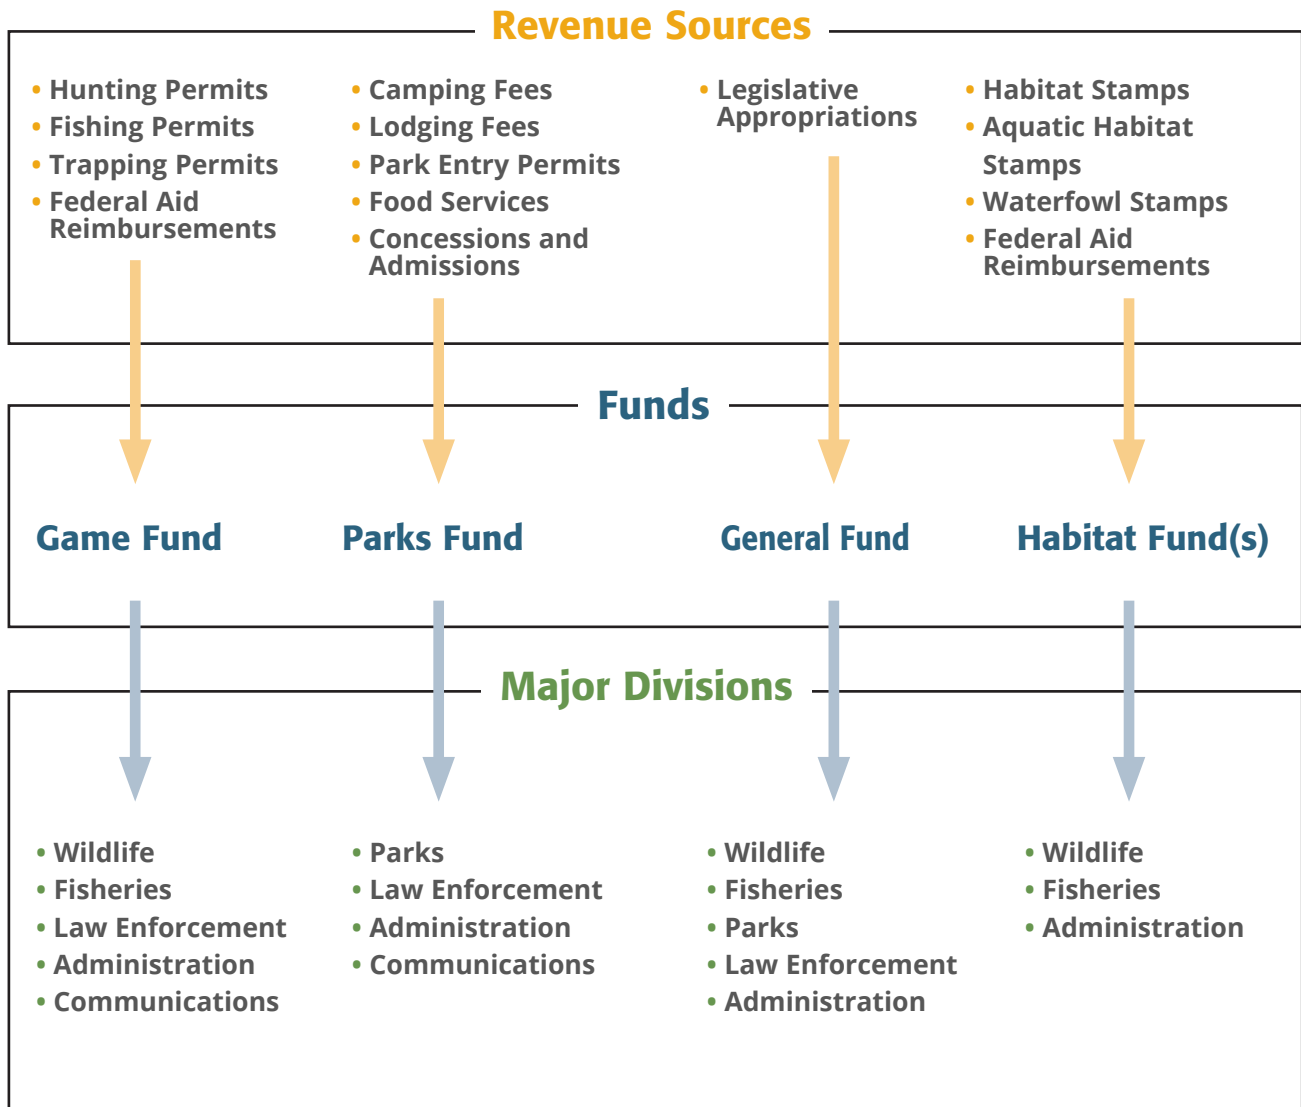 Revenue Sources
• Hunting Permits
• Fishing Permits
• Trapping Permits
• Federal Aid
Reimbursements
• Camping Fees
• Lodging Fees
• Park Entry Permits
• Food Services
• Concessions and
Admissions
• Legislative
Appropriations
• Habitat Stamps
• Aquatic Habitat
Stamps
• Waterfowl Stamps
• Federal Aid
Reimbursements
Funds
Game Fund
Parks Fund
General Fund
Habitat Fund(s)
Major Divisions
• Wildlife
• Fisheries
• Law Enforcement
• Administration
• Communications
• Parks
• Law Enforcement
• Administration
• Communications
• Wildlife
• Fisheries
• Parks
• Law Enforcement
• Administration
• Wildlife
• Fisheries
• Administration